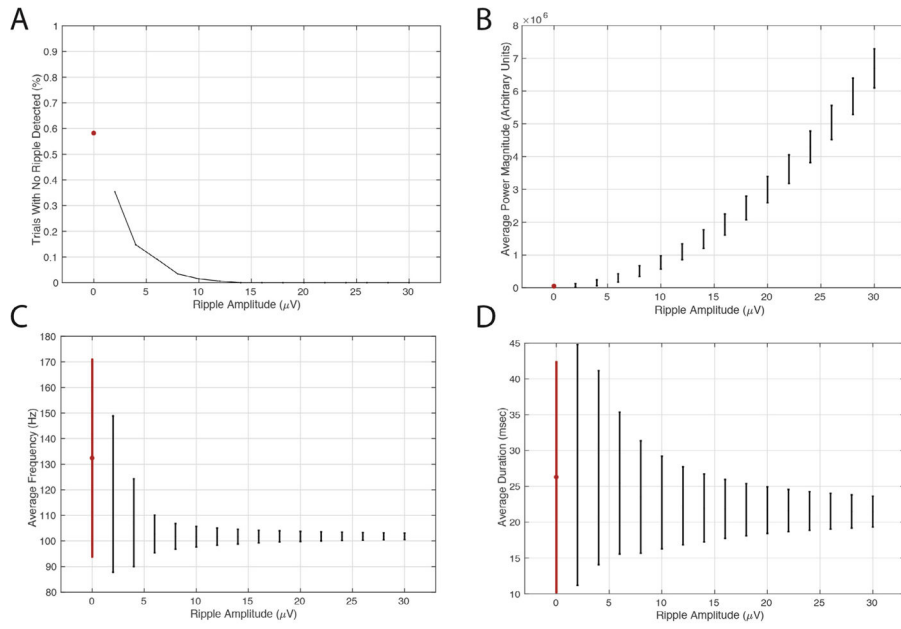 A
Trials With No Ripple Detected (%)
1
0.9
0.8
0.7
0.6
0.5
0.4
0.3
0.2
0.1
0
0 5 10 15 20 25 30
Ripple Amplitude (μV)
B
×10⁶
Average Power Magnitude (Arbitrary Units)
8
7
6
5
4
3
2
1
0
0 5 10 15 20 25 30
Ripple Amplitude (μV)
C
Average Frequency (Hz)
180
170
160
150
140
130
120
110
100
90
80
0 5 10 15 20 25 30
Ripple Amplitude (μV)
D
Average Duration (msec)
45
40
35
30
25
20
15
10
0 5 10 15 20 25 30
Ripple Amplitude (μV)